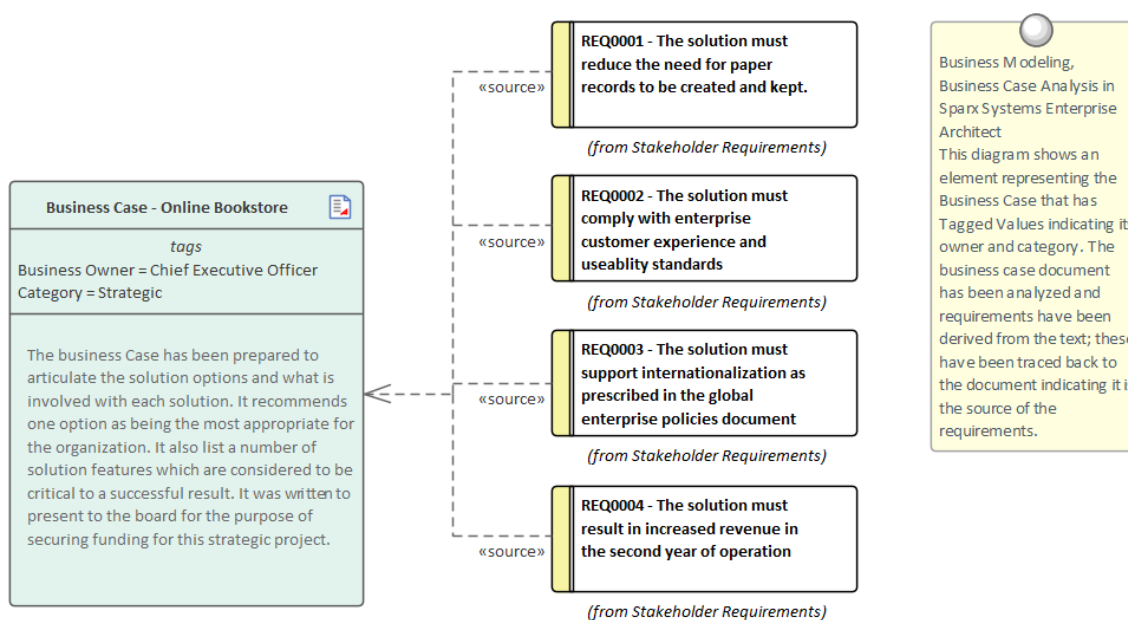 Business Case - Online Bookstore
tags
Business Owner = Chief Executive Officer
Category = Strategic
The business Case has been prepared to
articulate the solution options and what is
involved with each solution. It recommends
one option as being the most appropriate for
the organization. It also list a number of
solution features which are considered to be
critical to a successful result. It was written to
present to the board for the purpose of
securing funding for this strategic project.
«source»
REQ0001 - The solution must
reduce the need for paper
records to be created and kept.
(from Stakeholder Requirements)
«source»
REQ0002 - The solution must
comply with enterprise
customer experience and
useablity standards
(from Stakeholder Requirements)
«source»
REQ0003 - The solution must
support internationalization as
prescribed in the global
enterprise policies document
(from Stakeholder Requirements)
«source»
REQ0004 - The solution must
result in increased revenue in
the second year of operation
(from Stakeholder Requirements)
Business Modeling,
Business Case Analysis in
Sparx Systems Enterprise
Architect
This diagram shows an
element representing the
Business Case that has
Tagged Values indicating it
owner and category. The
business case document
has been analyzed and
requirements have been
derived from the text; these
have been traced back to
the document indicating it i
the source of the
requirements.